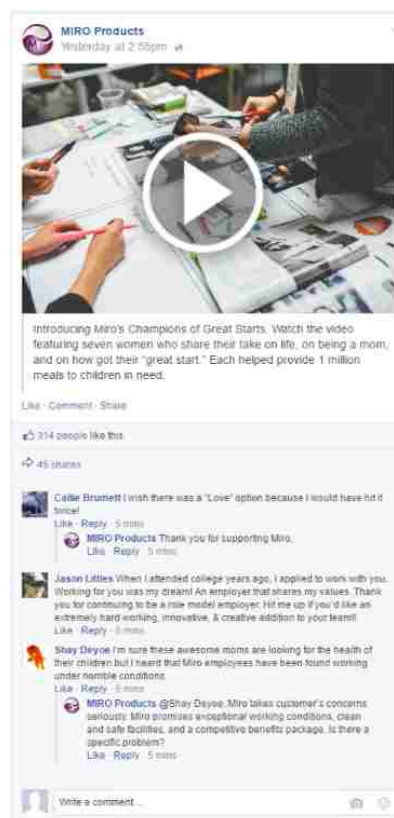 MIRO Products
Yesterday at 2:55pm
Introducing Miro's Champions of Great Starts. Watch the video
featuring seven women who share their take on life, on being a mom,
and on how got their "great start." Each helped provide 1 million
meals to children in need.
Like · Comment · Share
314 people like this
45 shares
Callie Brumett I wish there was a "Love" option because I would have hit it
twice!
Like · Reply · 5 mins
MIRO Products Thank you for supporting Miro.
Like · Reply · 5 mins
Jason Littles When I attended college years ago, I applied to work with you.
Working for you was my dream! An employer that shares my values. Thank
you for continuing to be a role model employer. Hit me up if you'd like an
extremely hard working, innovative, & creative addition to your team!!
Like · Reply · 5 mins
Shay Deyoe I'm sure these awesome moms are looking for the health of
their children but I heard that Miro employees have been found working
under horrible conditions.
Like · Reply · 5 mins
MIRO Products @Shay Deyoe, Miro takes customer's concerns
seriously. Miro promises exceptional working conditions, clean
and safe facilities, and a competitive benefits package. Is there a
specific problem?
Like · Reply · 5 mins
Write a comment...